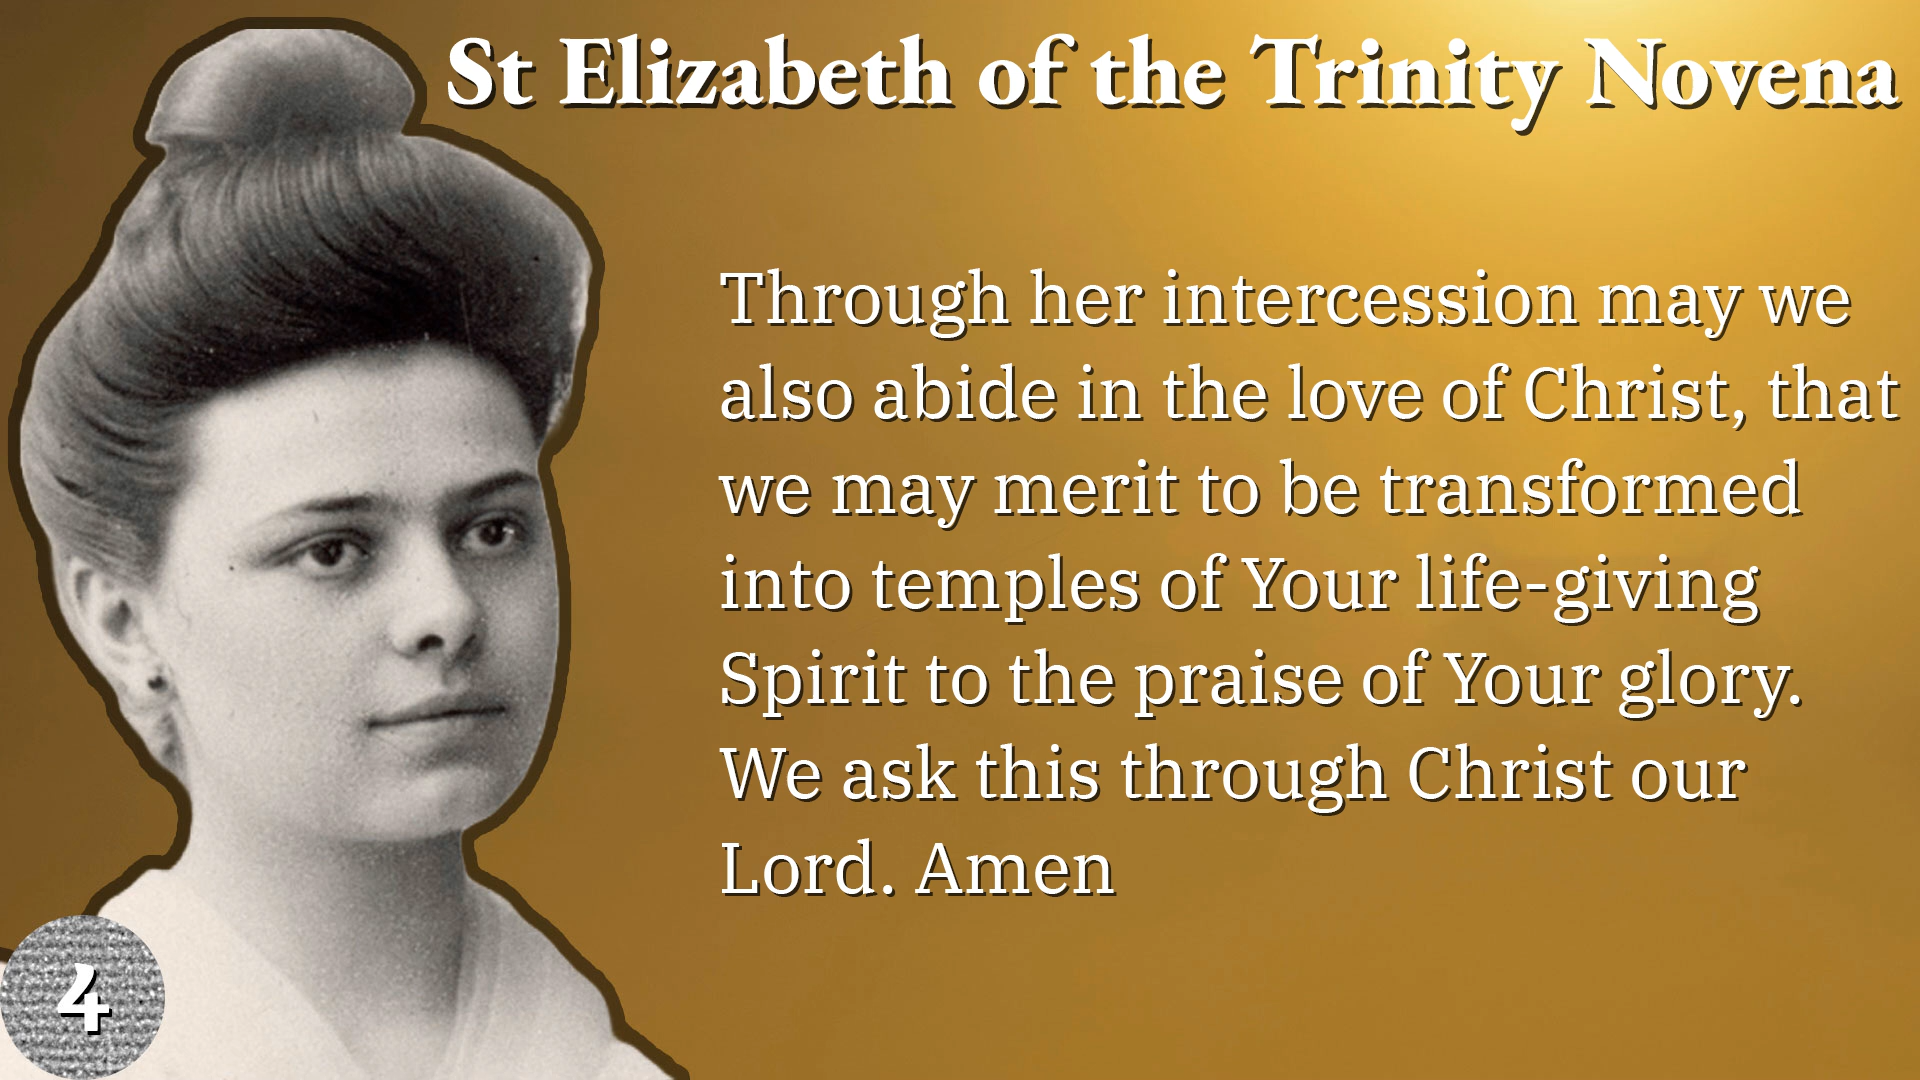 St Elizabeth of the Trinity Novena
Through her intercession may we
also abide in the love of Christ, that
we may merit to be transformed
into temples of Your life-giving
Spirit to the praise of Your glory.
We ask this through Christ our
Lord. Amen
4